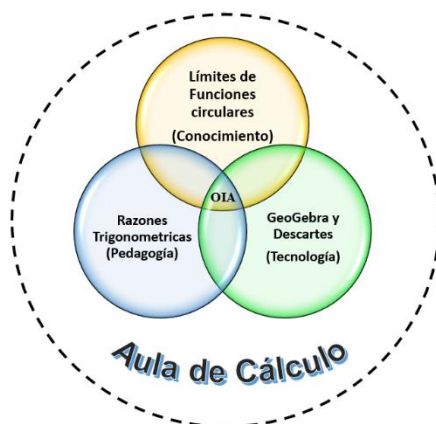 Límites de
Funciones
circulares
(Conocimiento)
OIA
Razones
Trigonometricas
(Pedagogía)
GeoGebra y
Descartes
(Tecnología)
Aula de Cálculo